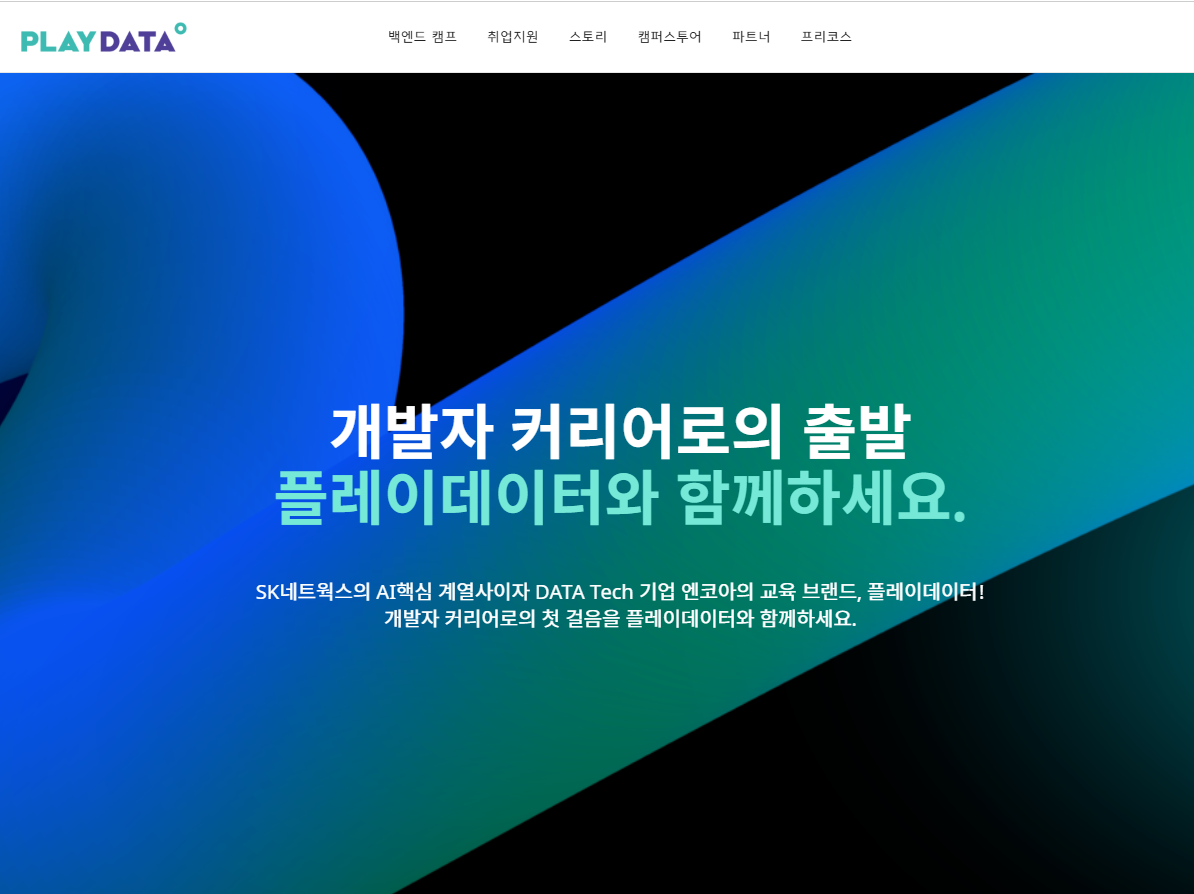 PLAYDATA
백엔드 캠프 취업지원 스토리 캠퍼스투어 파트너 프리코스
개발자 커리어로의 출발
플레이데이터와 함께하세요.
SK네트웍스의 AI핵심 계열사이자 DATA Tech 기업 엔코아의 교육 브랜드, 플레이데이터!
개발자 커리어로의 첫 걸음을 플레이데이터와 함께하세요.